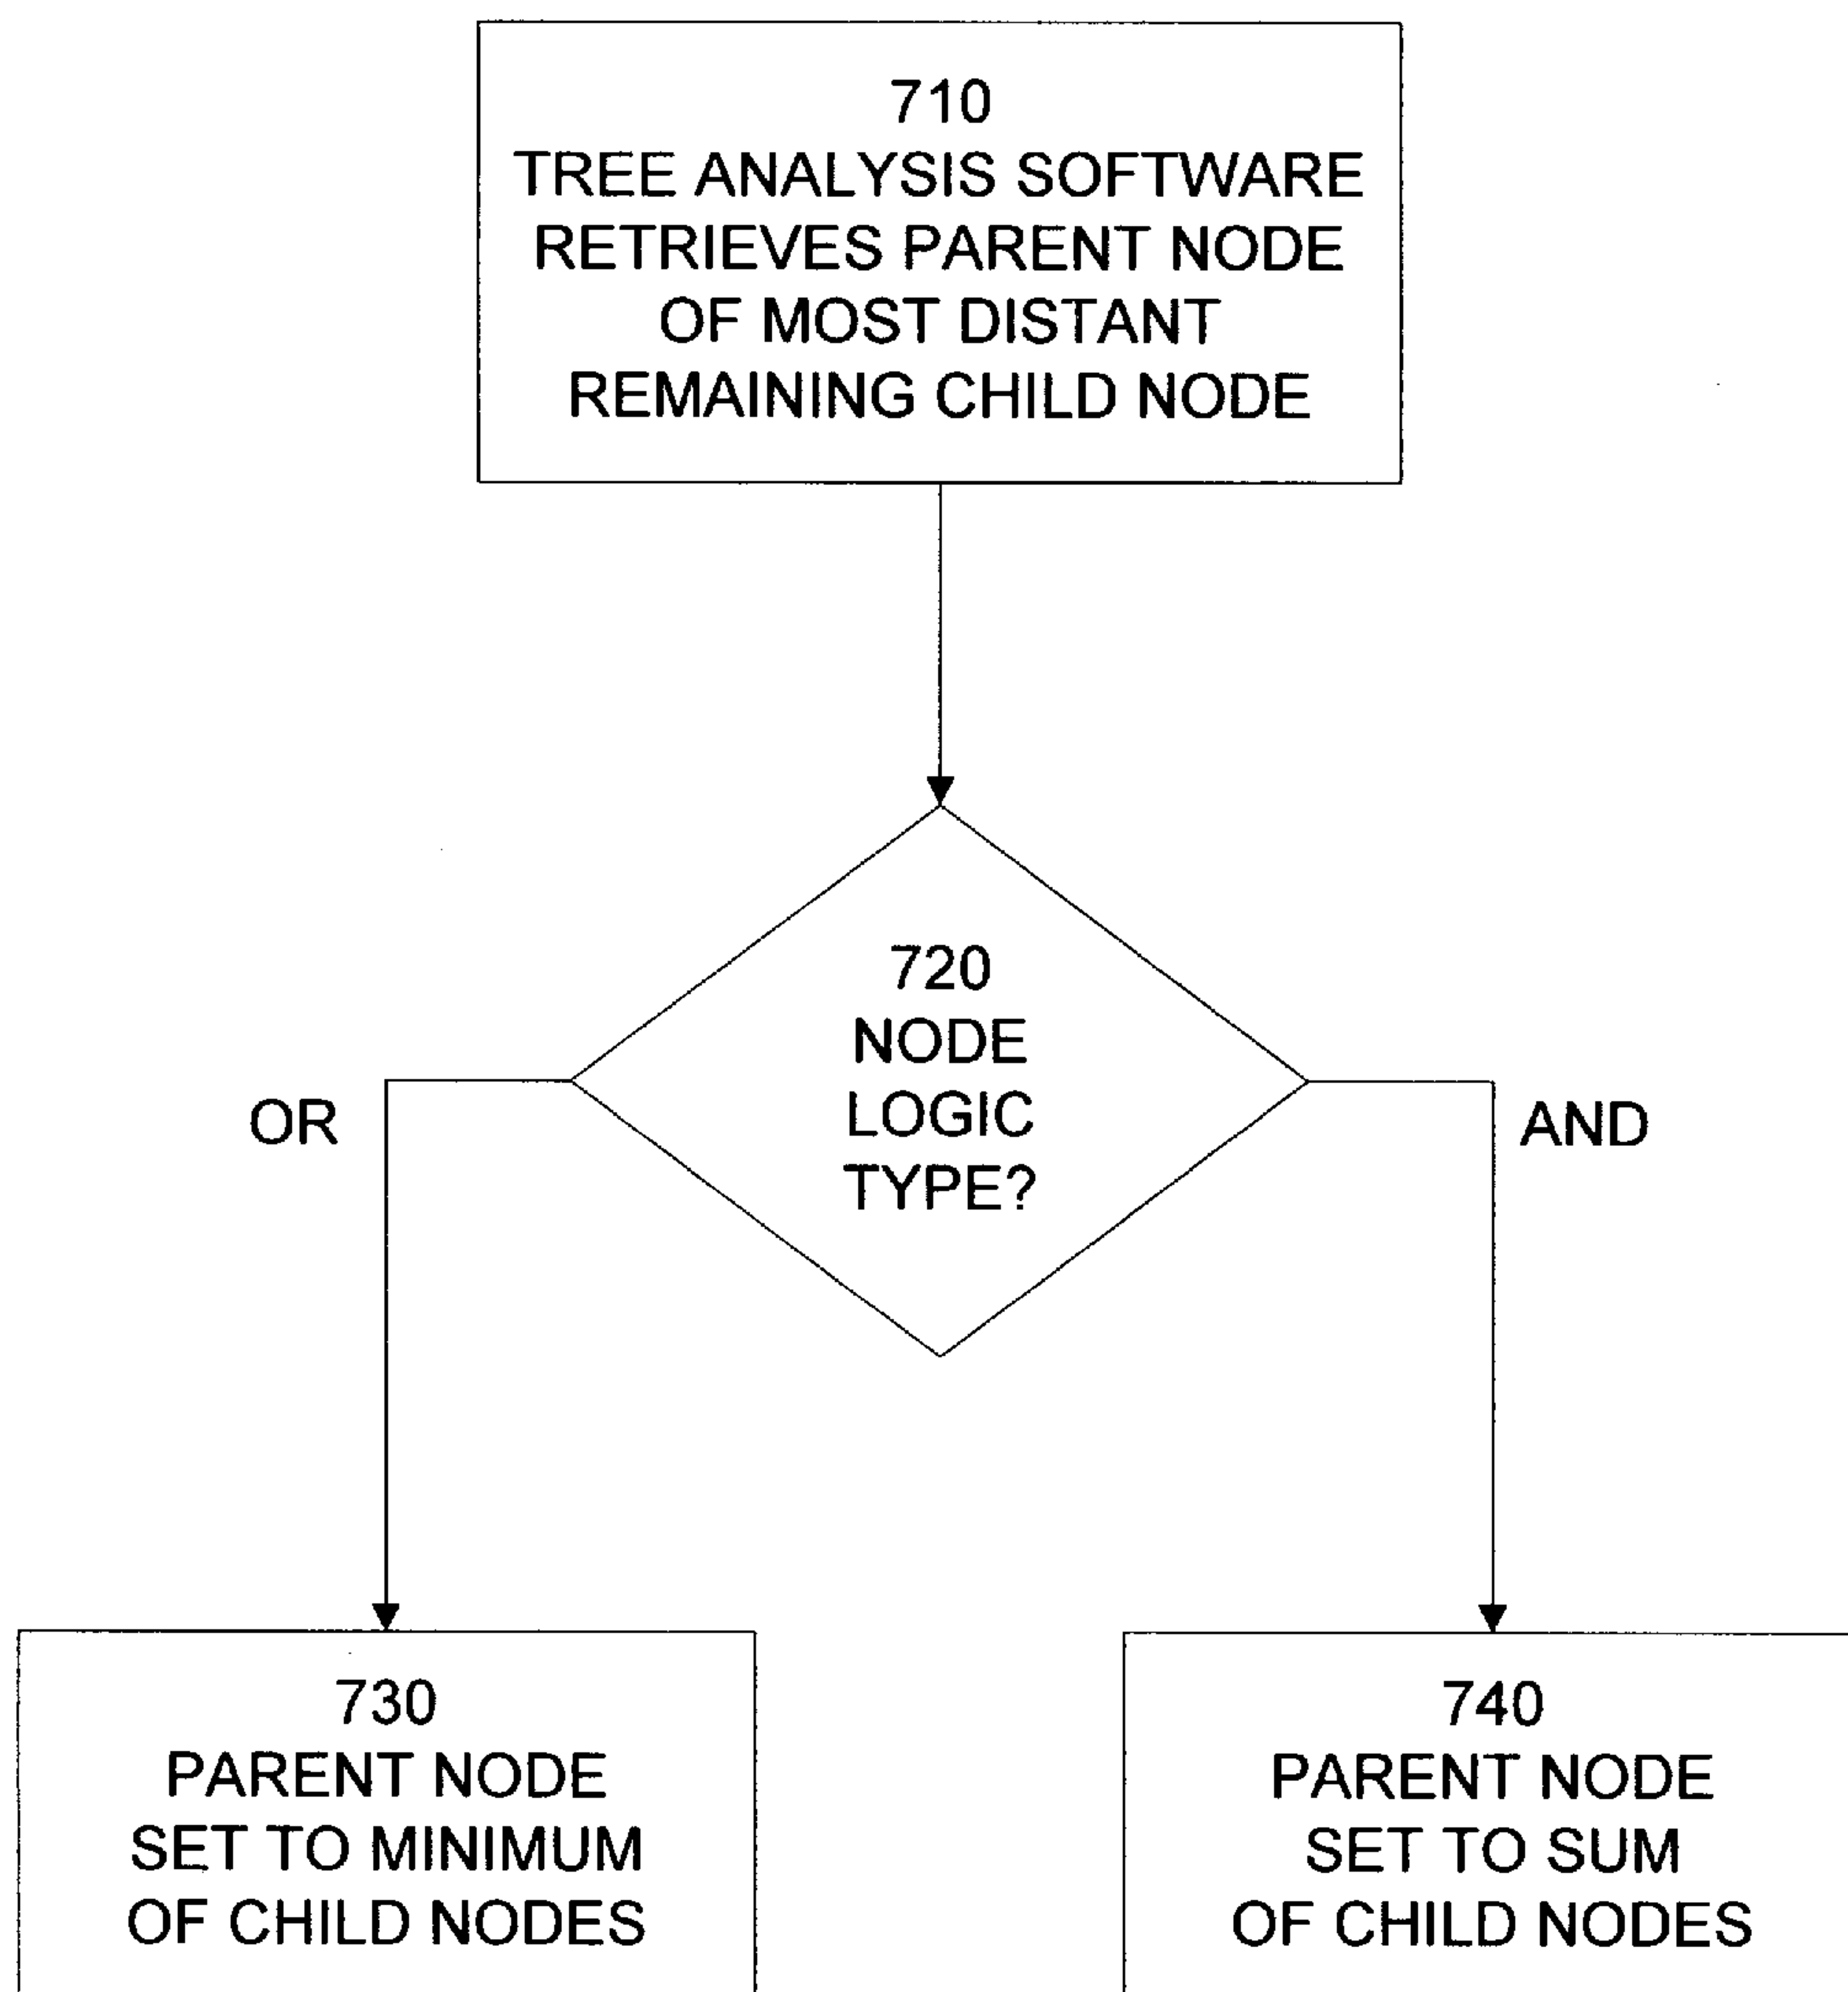 710
TREE ANALYSIS SOFTWARE
RETRIEVES PARENT NODE
OF MOST DISTANT
REMAINING CHILD NODE
720
NODE
LOGIC
TYPE?
OR
AND
730
PARENT NODE
SET TO MINIMUM
OF CHILD NODES
740
PARENT NODE
SET TO SUM
OF CHILD NODES